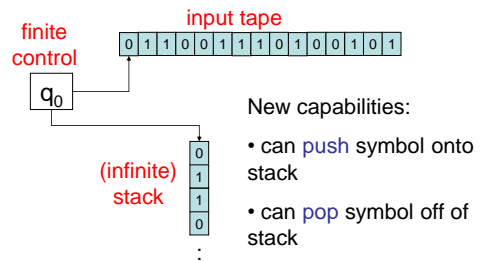 input tape
finite
control
0 1 1 0 0 1 1 1 0 1 0 0 1 0 1
q0
New capabilities:
• can push symbol onto
stack
(infinite)
stack
0
1
1
0
:
• can pop symbol off of
stack